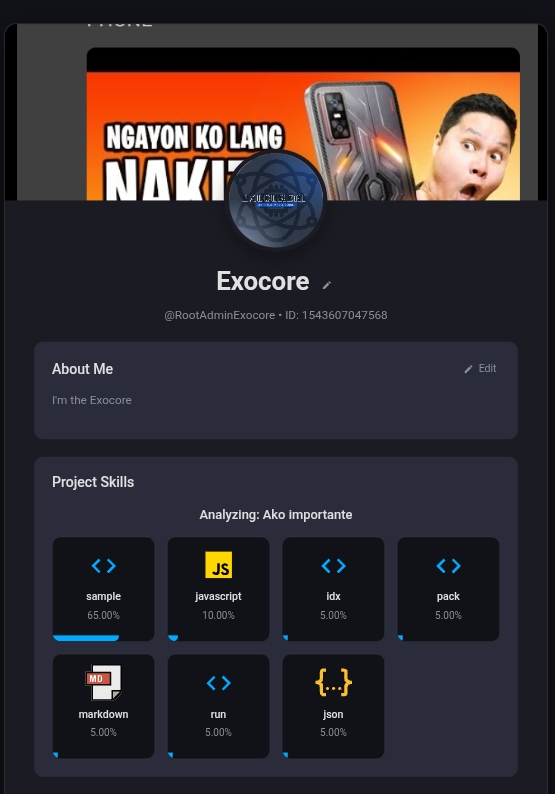 PHONE
NGAYON KO LANG
Exocore
@RootAdminExocore • ID: 1543607047568
About Me
Edit
I'm the Exocore
Project Skills
Analyzing: Ako importante
sample
65.00%
JS
javascript
10.00%
idx
5.00%
pack
5.00%
MD
markdown
5.00%
run
5.00%
{...}
json
5.00%